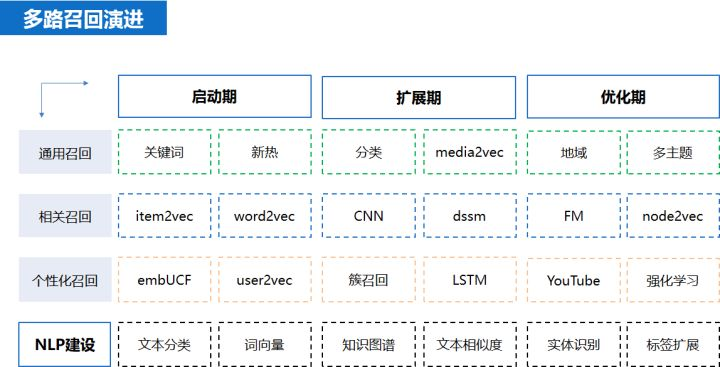 多路召回演进
启动期 扩展期 优化期
通用召回 关键词 新热 分类 media2vec 地域 多主题
相关召回 item2vec word2vec CNN dssm FM node2vec
个性化召回 embUCF user2vec 簇召回 LSTM YouTube 强化学习
NLP建设 文本分类 词向量 知识图谱 文本相似度 实体识别 标签扩展